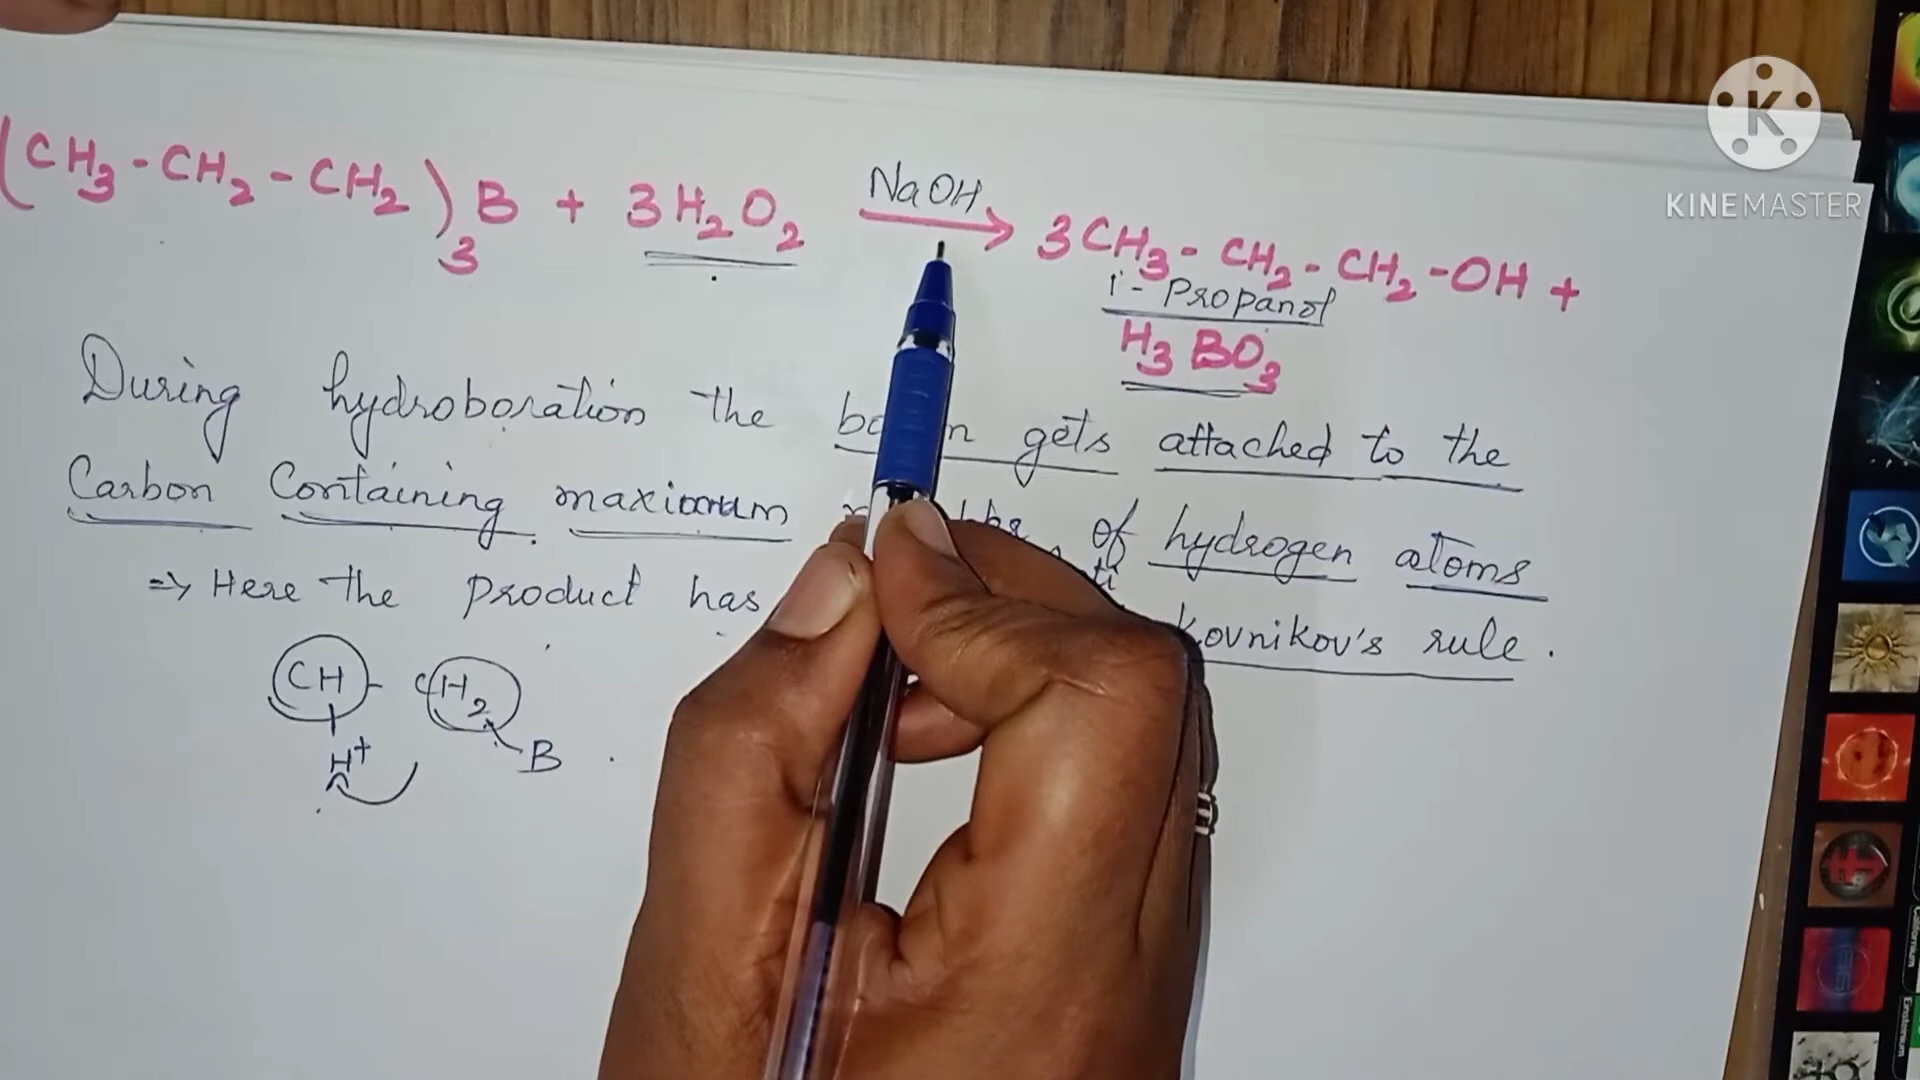 (CH3-CH2-CH2)3B + 3H2O2 NaOH → 3CH3-CH2-CH2-OH +
1-Propanol
H3BO3
During hydroboration the gets attached to the
Carbon Containing maximum of hydrogen atoms
=> Here the product has kovnikov's rule.
CH - CH2
H+ B
K
KINEMASTER